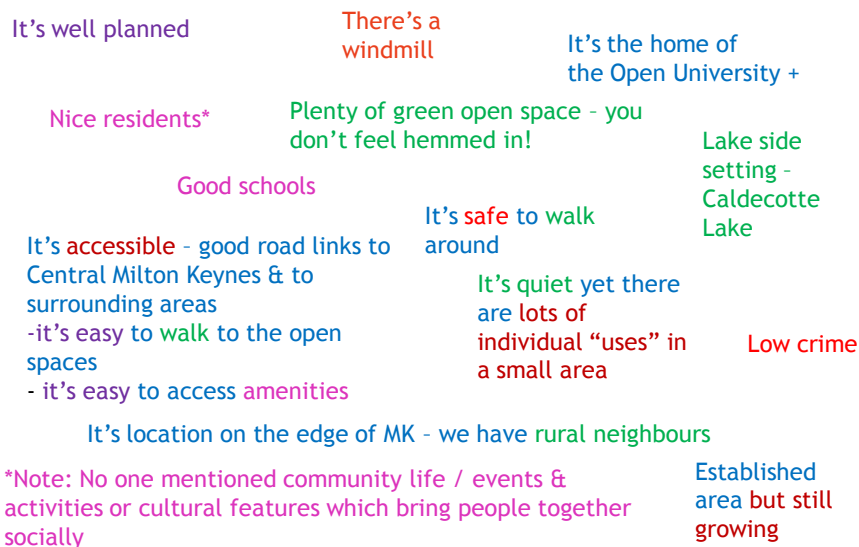 It's well planned
There's a
windmill
It's the home of
the Open University +
Nice residents*
Plenty of green open space – you
don't feel hemmed in!
Lake side
setting –
Caldecotte
Lake
Good schools
It's safe to walk
around
It's accessible – good road links to
Central Milton Keynes & to
surrounding areas
-it's easy to walk to the open
spaces
- it's easy to access amenities
It's quiet yet there
are lots of
individual “uses” in
a small area
Low crime
It's location on the edge of MK – we have rural neighbours
*Note: No one mentioned community life / events &
activities or cultural features which bring people together
socially
Established
area but still
growing